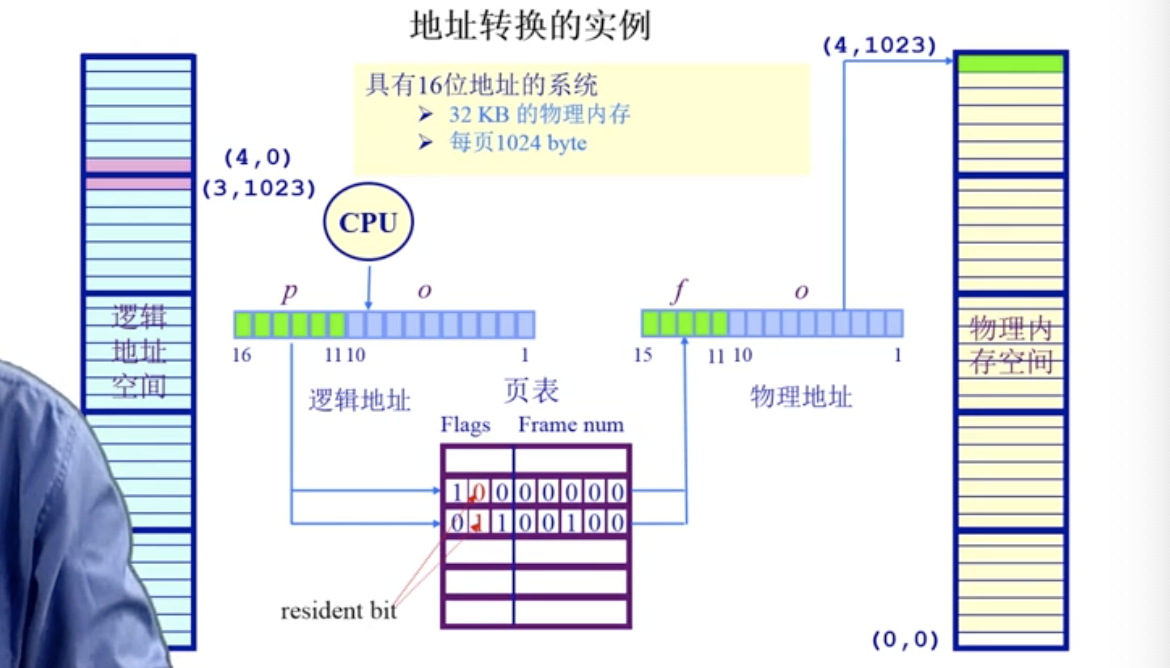 地址转换的实例
(4,1023)
具有16位地址的系统
➢ 32 KB 的物理内存
➢ 每页1024 byte
(4,0)
(3,1023)
CPU
p o
f o
16 11 10 1
15 11 10 1
逻辑
地址
空间
物理内
存空间
逻辑地址
页表
物理地址
Flags Frame num
1 0 0 0 0 0 0 0
0 1 1 0 0 1 0 0
resident bit
(0,0)